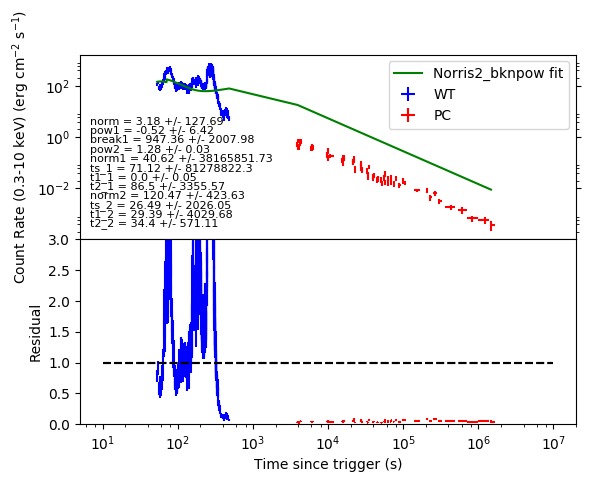 Count Rate (0.3-10 keV) (erg cm⁻² s⁻¹)
10²
10⁰
10⁻²
Norris2_bknpow fit
WT
PC
norm = 3.18 +/- 127.69
pow1 = -0.52 +/- 6.42
break1 = 947.36 +/- 2007.98
pow2 = 1.28 +/- 0.03
norm1 = 40.62 +/- 38165851.73
ts_1 = 71.12 +/- 81278822.3
t1_1 = 0.0 +/- 0.05
t2_1 = 86.5 +/- 3355.57
norm2 = 120.47 +/- 423.63
ts_2 = 26.49 +/- 2026.05
t1_2 = 29.39 +/- 4029.68
t2_2 = 34.4 +/- 571.11
Residual
3.0
2.5
2.0
1.5
1.0
0.5
0.0
10¹ 10² 10³ 10⁴ 10⁵ 10⁶ 10⁷
Time since trigger (s)